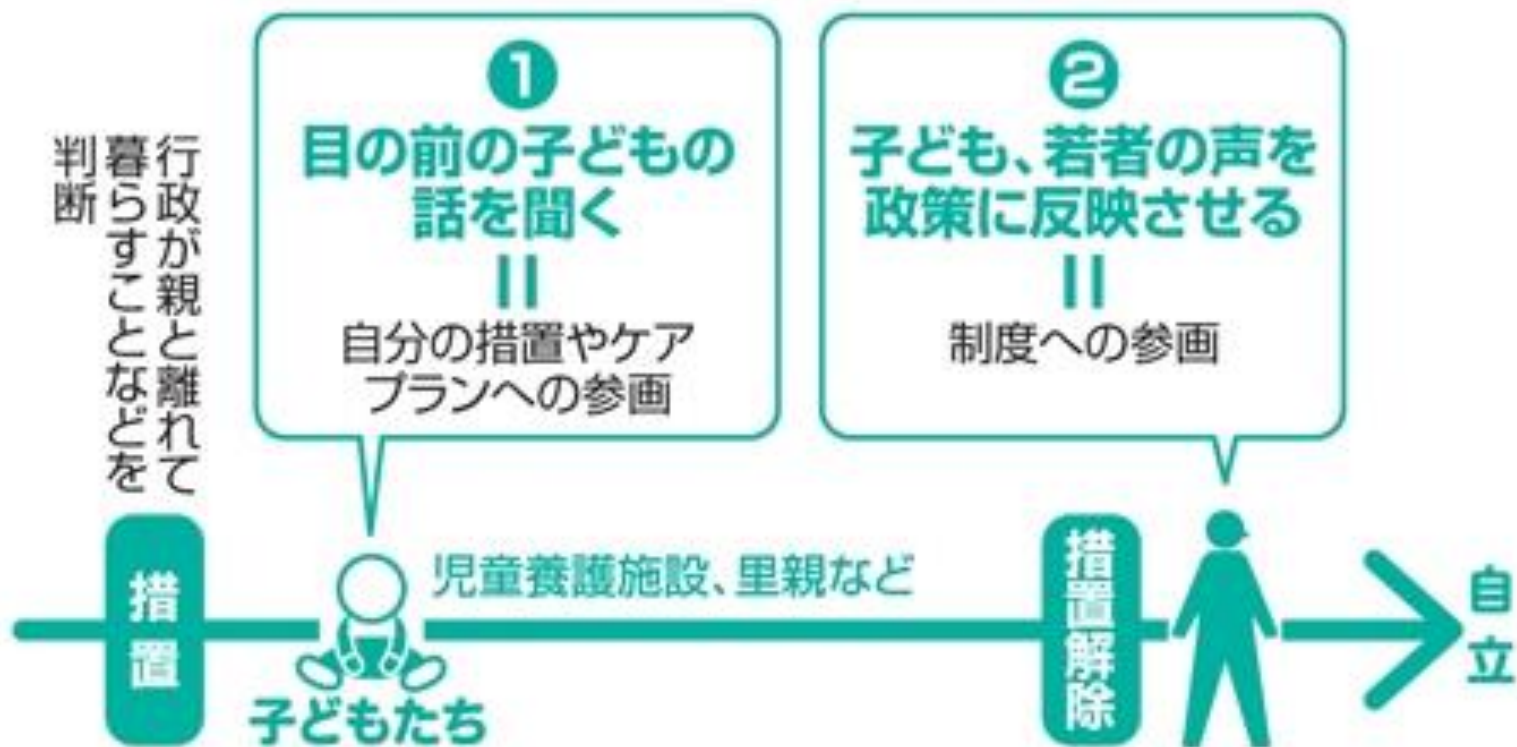 行政が親と離れて
暮らすことなどを
判断
措置
1
目の前の子どもの
話を聞く
=
自分の措置やケア
プランへの参画
子どもたち
児童養護施設、里親など
2
子ども、若者の声を
政策に反映させる
=
制度への参画
措置解除
自立